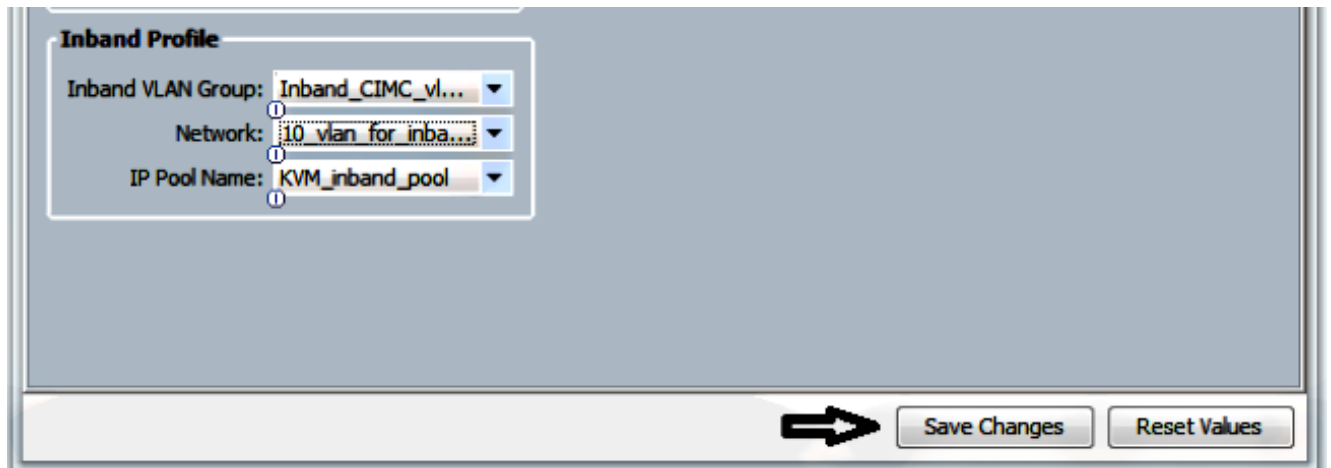 Inband Profile
Inband VLAN Group: Inband_CIMC_vl...
Network: 10_vlan_for_inba...
IP Pool Name: KVM_inband_pool
Save Changes Reset Values